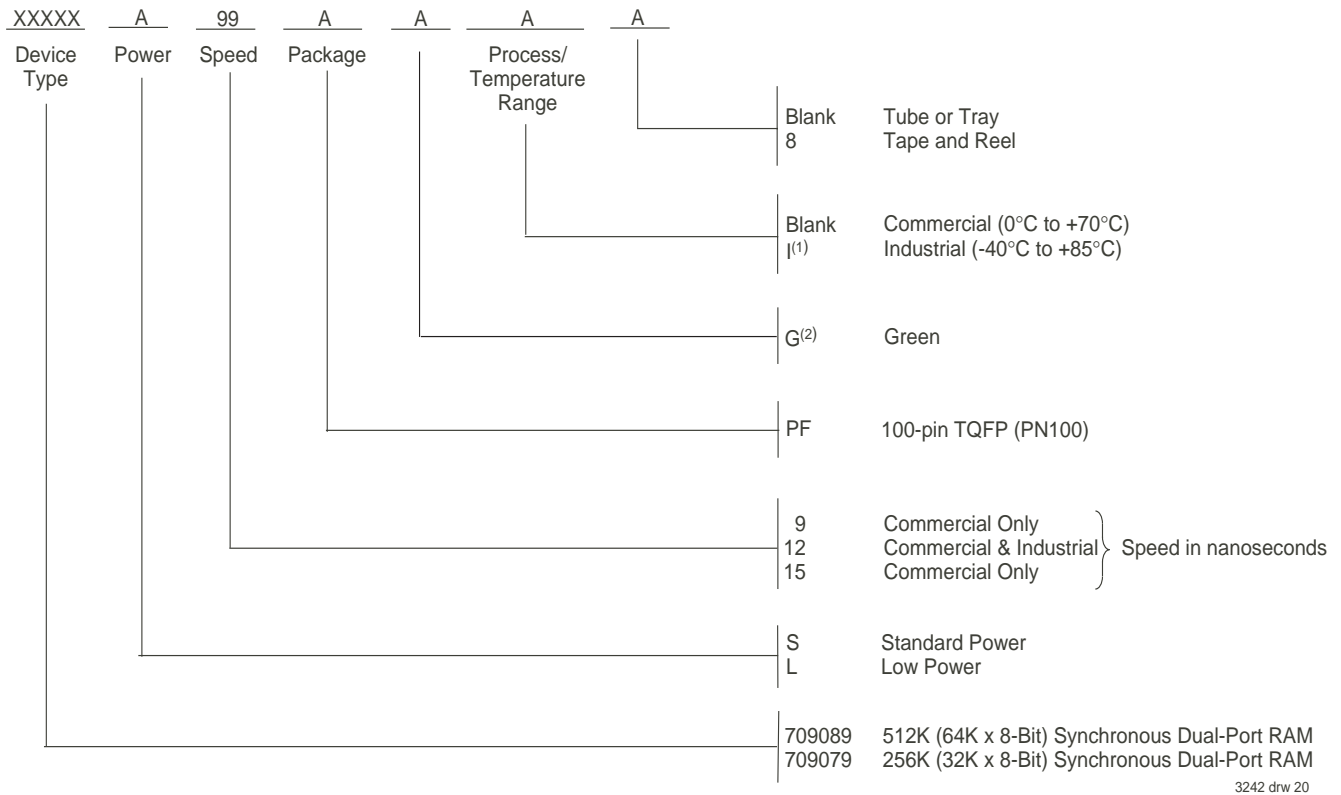 XXXXX A 99 A A A A
Device Type Power Speed Package Process/ Temperature Range
Blank Tube or Tray
8 Tape and Reel
Blank Commercial (0°C to +70°C)
I(1) Industrial (-40°C to +85°C)
G(2) Green
PF 100-pin TQFP (PN100)
9 Commercial Only
12 Commercial & Industrial Speed in nanoseconds
15 Commercial Only
S Standard Power
L Low Power
709089 512K (64K x 8-Bit) Synchronous Dual-Port RAM
709079 256K (32K x 8-Bit) Synchronous Dual-Port RAM
3242 drw 20